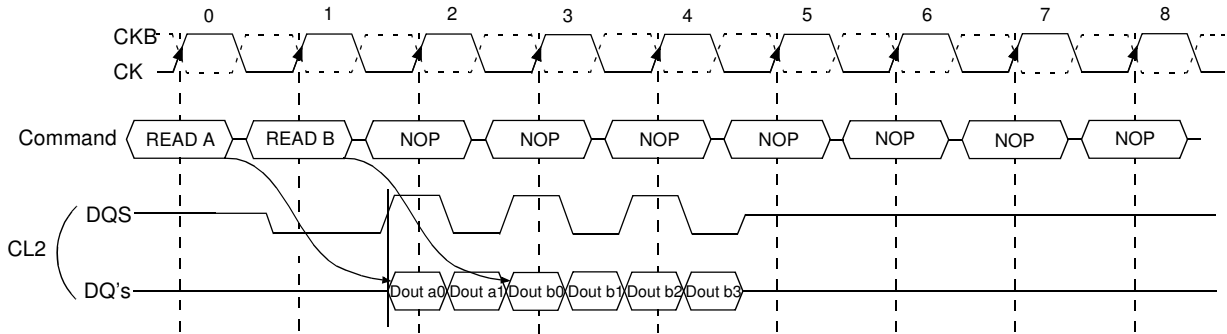 0 1 2 3 4 5 6 7 8
CKB
CK
Command READ A READ B NOP NOP NOP NOP NOP NOP NOP
DQS
CL2
DQ's Dout a0 Dout a1 Dout b0 Dout b1 Dout b2 Dout b3